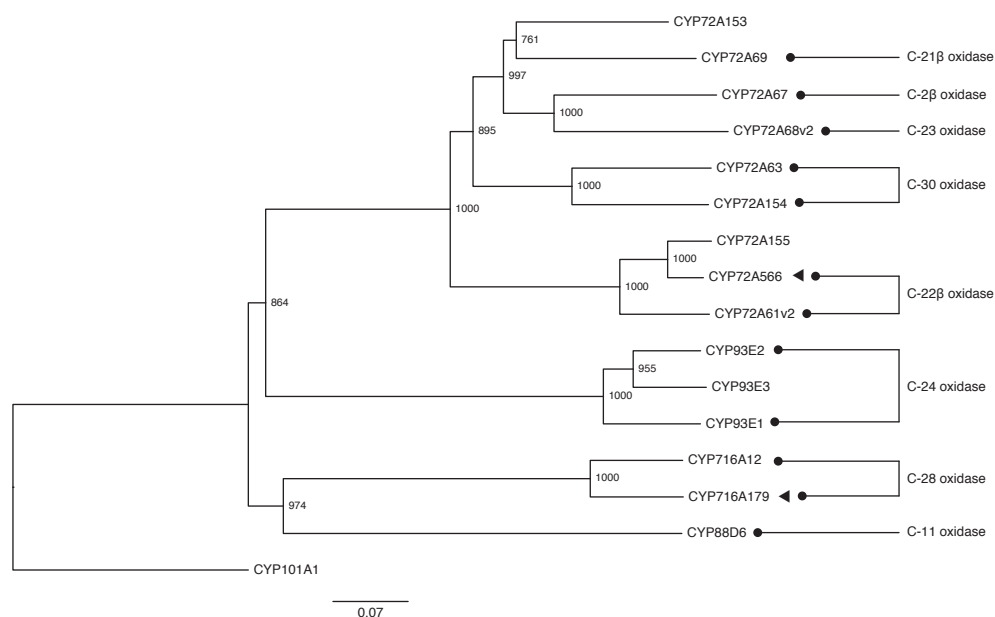 CYP72A153
761
CYP72A69
C-21β oxidase
997
CYP72A67
C-2β oxidase
1000
895
CYP72A68v2
C-23 oxidase
CYP72A63
1000
C-30 oxidase
CYP72A154
1000
CYP72A155
1000
CYP72A566
1000
C-22β oxidase
864
CYP72A61v2
CYP93E2
955
CYP93E3
C-24 oxidase
1000
CYP93E1
CYP716A12
1000
C-28 oxidase
CYP716A179
974
CYP88D6
C-11 oxidase
CYP101A1
0.07